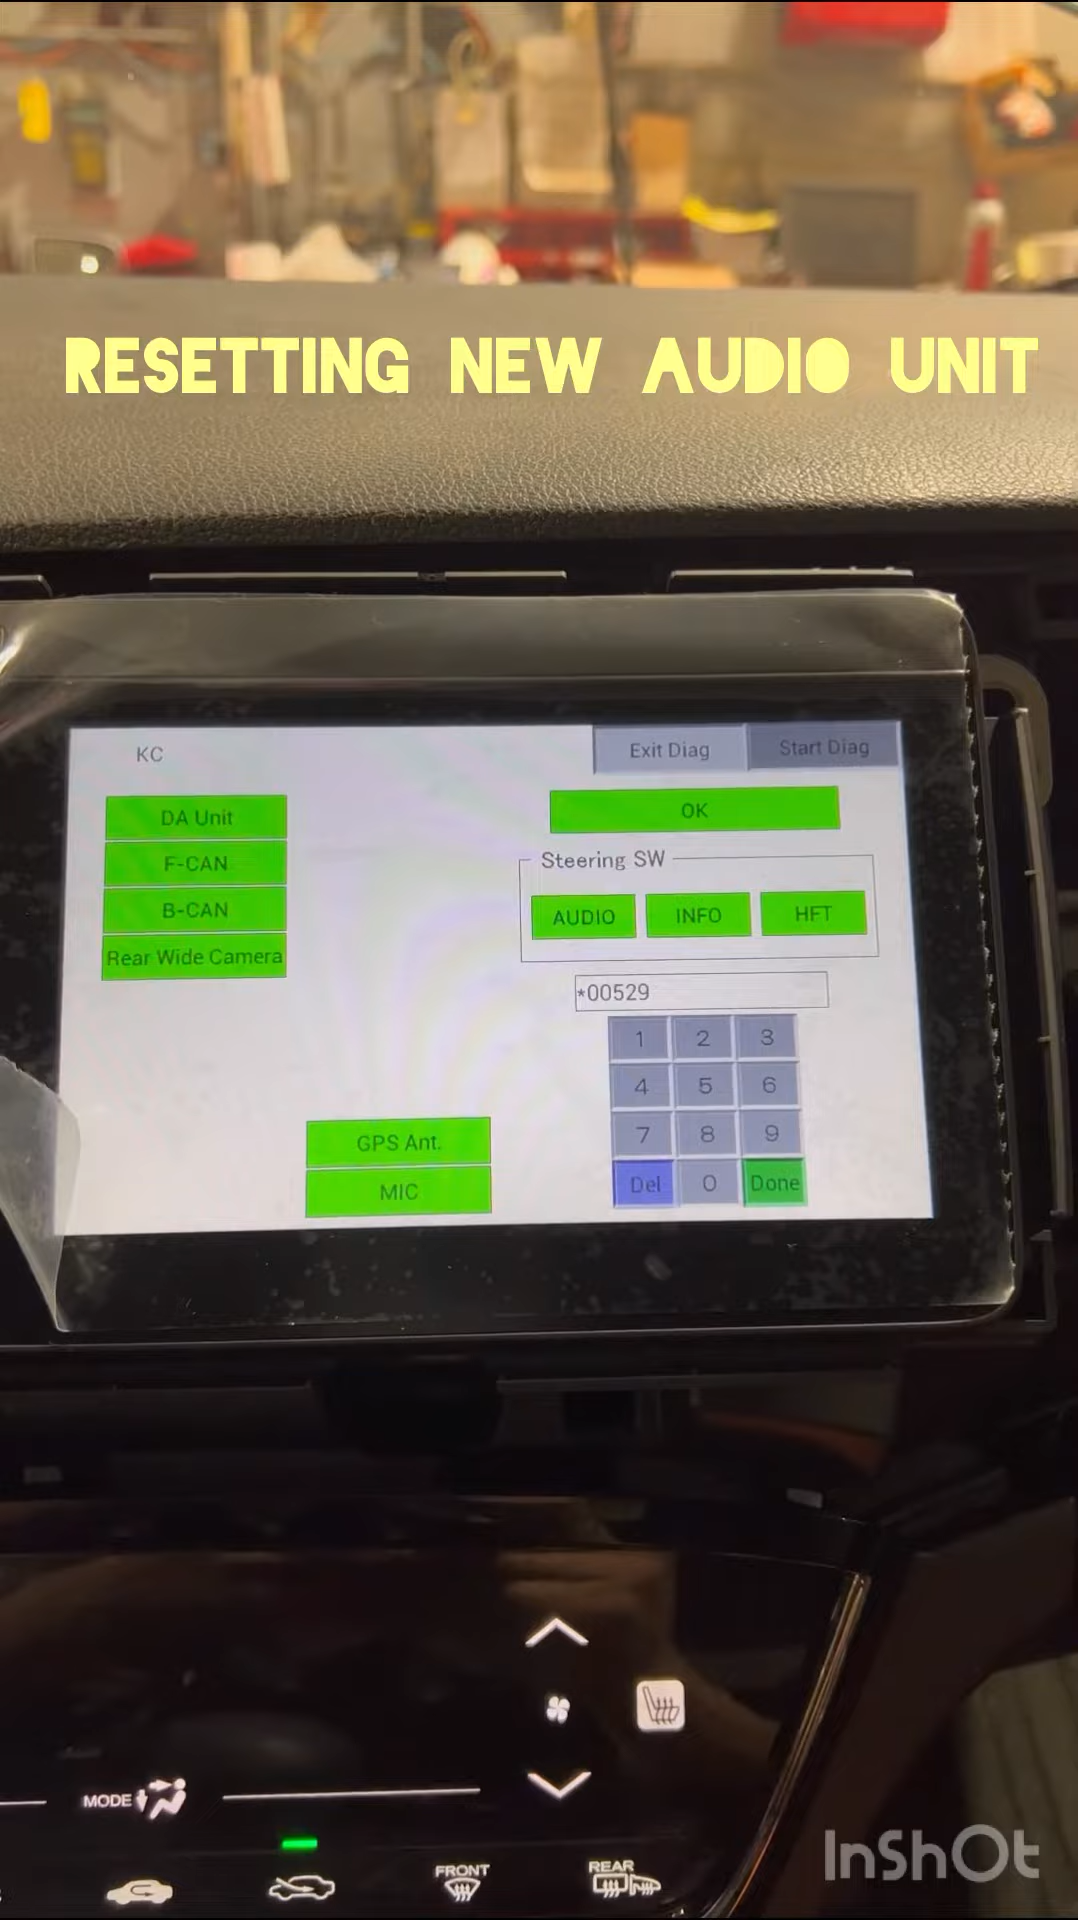 RESETTING NEW AUDIO UNIT
KC
Exit Diag
Start Diag
DA Unit
F-CAN
B-CAN
Rear Wide Camera
OK
Steering SW
AUDIO INFO HFT
*00529
1 2 3
4 5 6
7 8 9
Del 0 Done
GPS Ant.
MIC
MODE
FRONT
REAR
InShOt